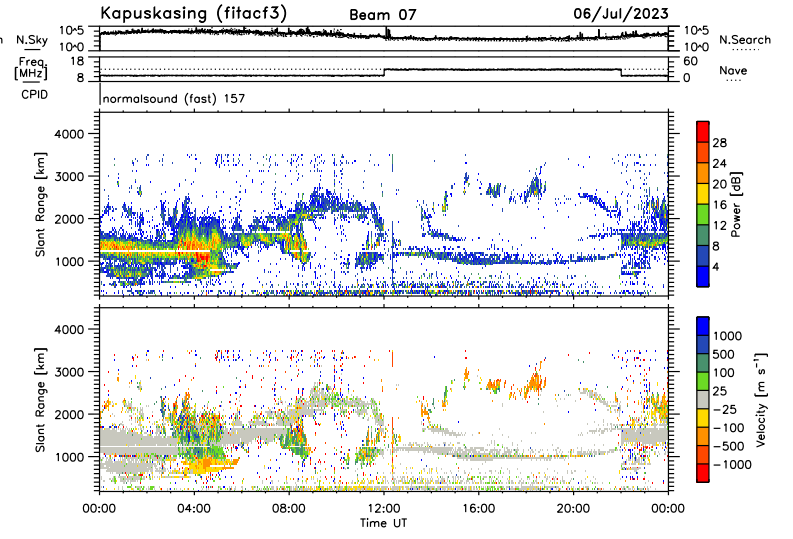 Kapuskasing (fitacf3) Beam 07 06/Jul/2023
N.Sky 10^5 10^5 N.Search
10^0 10^0
Freq. 18 60 Nave
[MHz] 8 0
CPID normalsound (fast) 157
Slant Range [km]
4000
3000
2000
1000
28
24
20
16
12
8
4
Power [dB]
Slant Range [km]
4000
3000
2000
1000
1000
500
100
25
-25
-100
-500
-1000
Velocity [m s⁻¹]
00:00 04:00 08:00 12:00 16:00 20:00 00:00
Time UT